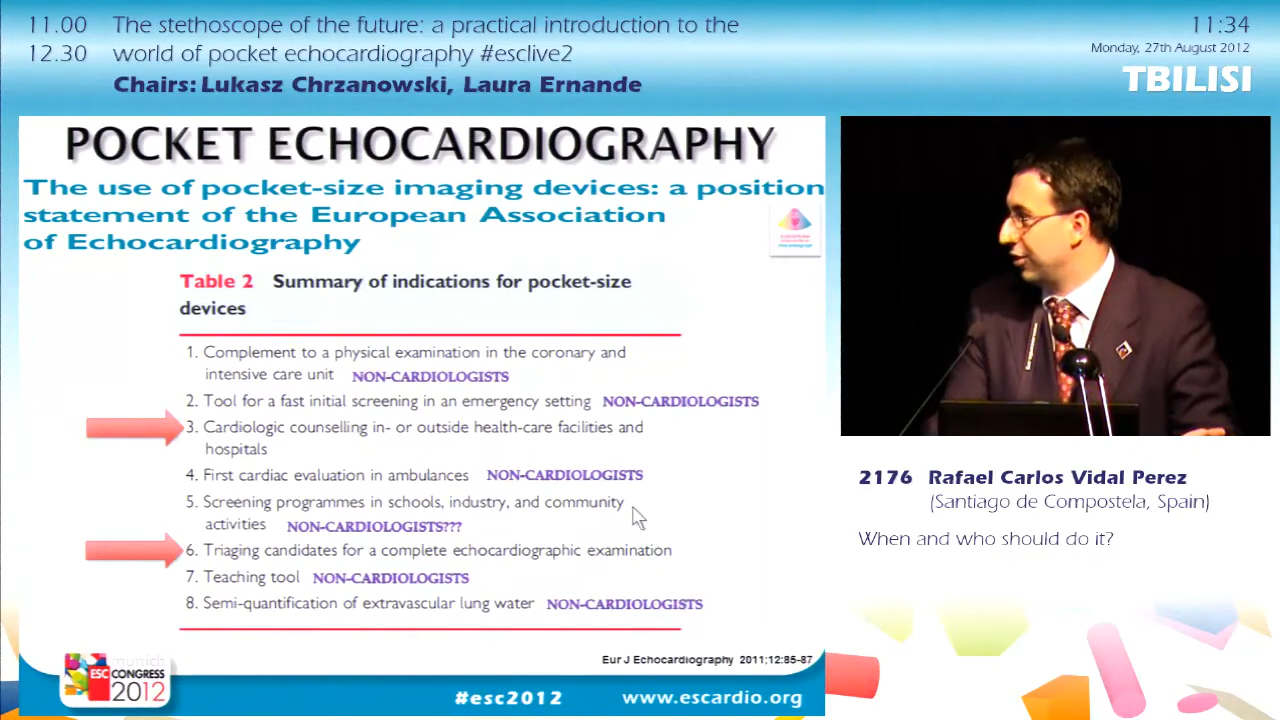 11.00 The stethoscope of the future: a practical introduction to the
12.30 world of pocket echocardiography #esclive2
Chairs: Lukasz Chrzanowski, Laura Ernande
11:34
Monday, 27th August 2012
TBILISI
POCKET ECHOCARDIOGRAPHY
The use of pocket-size imaging devices: a position
statement of the European Association
of Echocardiography
Table 2 Summary of indications for pocket-size
devices
1. Complement to a physical examination in the coronary and
intensive care unit NON-CARDIOLOGISTS
2. Tool for a fast initial screening in an emergency setting NON-CARDIOLOGISTS
3. Cardiologic counselling in- or outside health-care facilities and
hospitals
4. First cardiac evaluation in ambulances NON-CARDIOLOGISTS
5. Screening programmes in schools, industry, and community
activities NON-CARDIOLOGISTS???
6. Triaging candidates for a complete echocardiographic examination
7. Teaching tool NON-CARDIOLOGISTS
8. Semi-quantification of extravascular lung water NON-CARDIOLOGISTS
Eur J Echocardiography 2011;12:85-87
munich
ESC CONGRESS
2012
#esc2012 www.escardio.org
2176 Rafael Carlos Vidal Perez
(Santiago de Compostela, Spain)
When and who should do it?